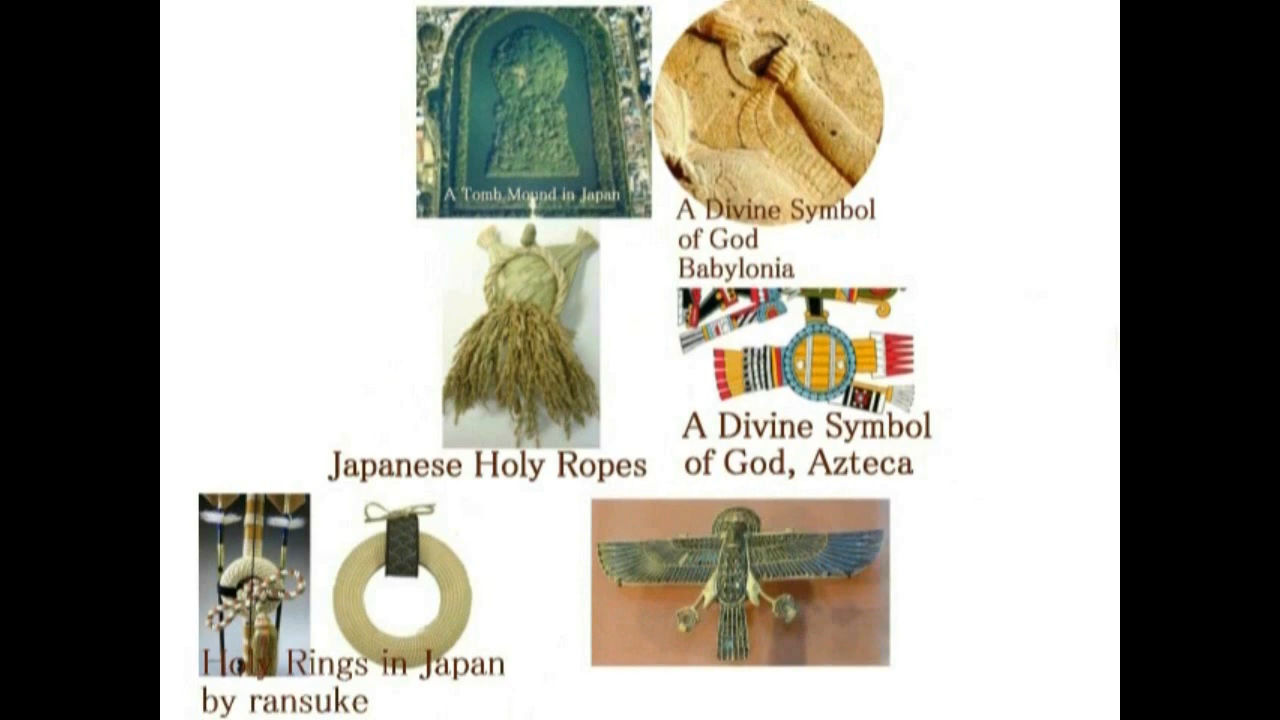 A Tomb Mound in Japan
A Divine Symbol
of God
Babylonia
Japanese Holy Ropes
A Divine Symbol
of God, Azteca
Holy Rings in Japan
by ransuke